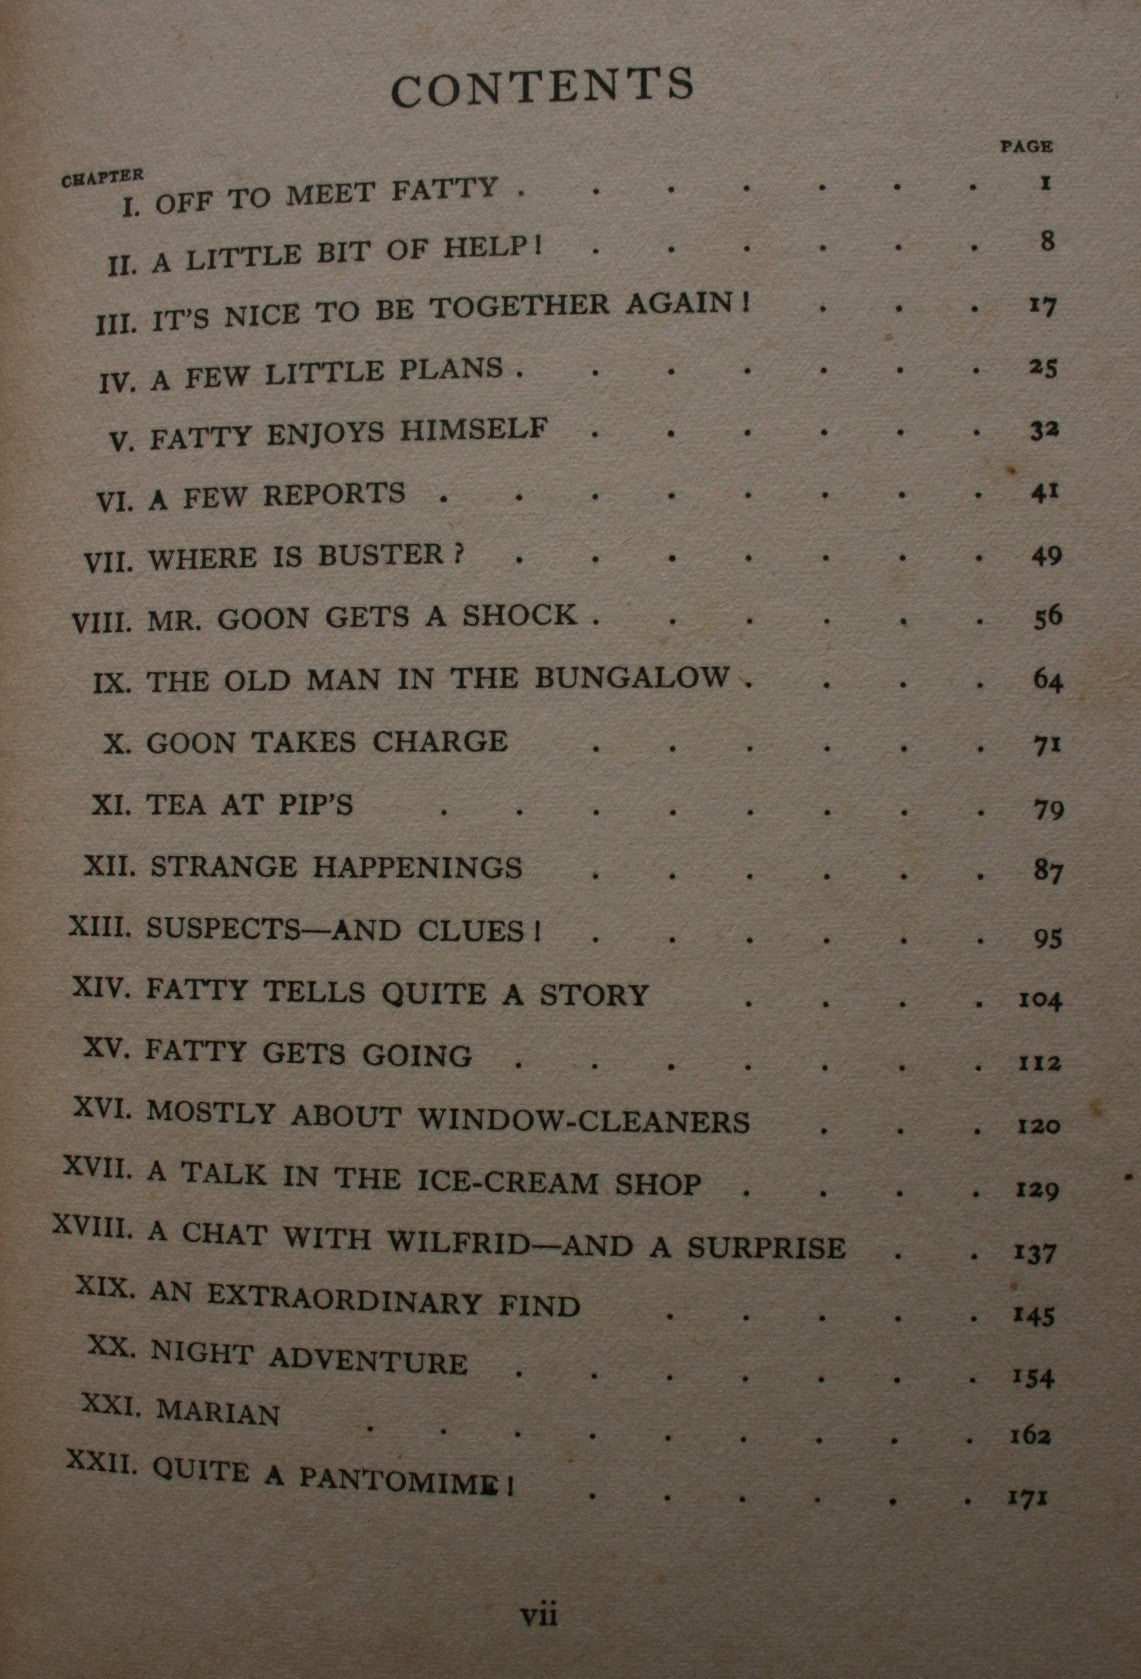 CONTENTS
CHAPTER PAGE
I. OFF TO MEET FATTY . . . . . . . 1
II. A LITTLE BIT OF HELP! . . . . . . 8
III. IT'S NICE TO BE TOGETHER AGAIN! . . . 17
IV. A FEW LITTLE PLANS . . . . . . . 25
V. FATTY ENJOYS HIMSELF . . . . . . 32
VI. A FEW REPORTS . . . . . . . . 41
VII. WHERE IS BUSTER? . . . . . . . 49
VIII. MR. GOON GETS A SHOCK . . . . . . 56
IX. THE OLD MAN IN THE BUNGALOW . . . . 64
X. GOON TAKES CHARGE . . . . . . 71
XI. TEA AT PIP'S . . . . . . . . 79
XII. STRANGE HAPPENINGS . . . . . . 87
XIII. SUSPECTS—AND CLUES! . . . . . . 95
XIV. FATTY TELLS QUITE A STORY . . . . 104
XV. FATTY GETS GOING . . . . . . . 112
XVI. MOSTLY ABOUT WINDOW-CLEANERS . . . 120
XVII. A TALK IN THE ICE-CREAM SHOP . . . . 129
XVIII. A CHAT WITH WILFRID—AND A SURPRISE . . 137
XIX. AN EXTRAORDINARY FIND . . . . . 145
XX. NIGHT ADVENTURE . . . . . . . 154
XXI. MARIAN . . . . . . . . . 162
XXII. QUITE A PANTOMIME! . . . . . . 171
vii